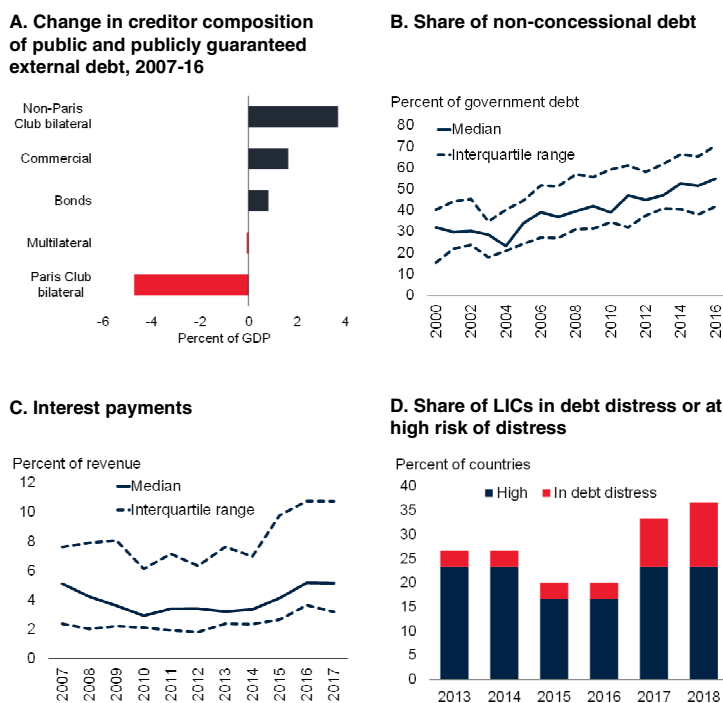 A. Change in creditor composition
of public and publicly guaranteed
external debt, 2007-16
Non-Paris
Club bilateral
Commercial
Bonds
Multilateral
Paris Club
bilateral
-6 -4 -2 0 2 4
Percent of GDP
B. Share of non-concessional debt
Percent of government debt
80
70
60
50
40
30
20
10
0
Median
Interquartile range
2000 2002 2004 2006 2008 2010 2012 2014 2016
C. Interest payments
Percent of revenue
12
10
8
6
4
2
0
Median
Interquartile range
2007 2008 2009 2010 2011 2012 2013 2014 2015 2016 2017
D. Share of LICs in debt distress or at
high risk of distress
Percent of countries
40
35
30
25
20
15
10
5
0
High In debt distress
2013 2014 2015 2016 2017 2018